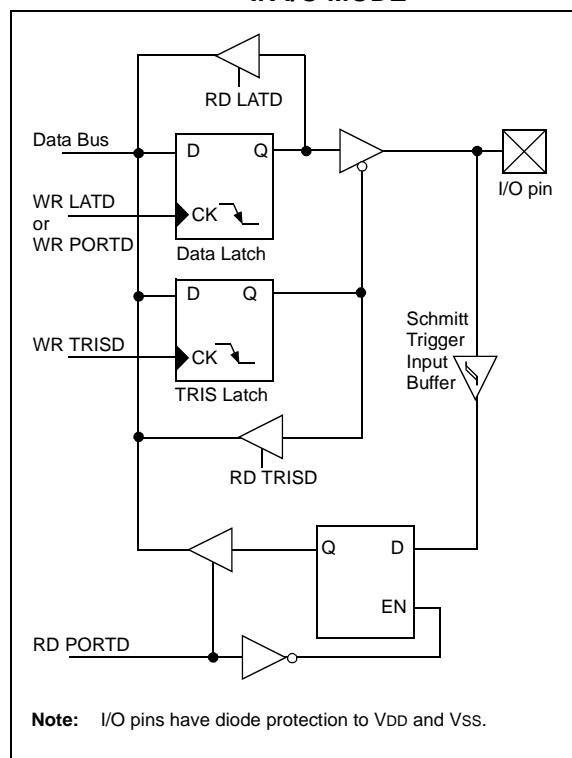 RD LATD
Data Bus
D Q
I/O pin
WR LATD
or
WR PORTD
CK
Data Latch
D Q
WR TRISD
CK
TRIS Latch
Schmitt
Trigger
Input
Buffer
RD TRISD
Q D
EN
RD PORTD
Note: I/O pins have diode protection to VDD and VSS.